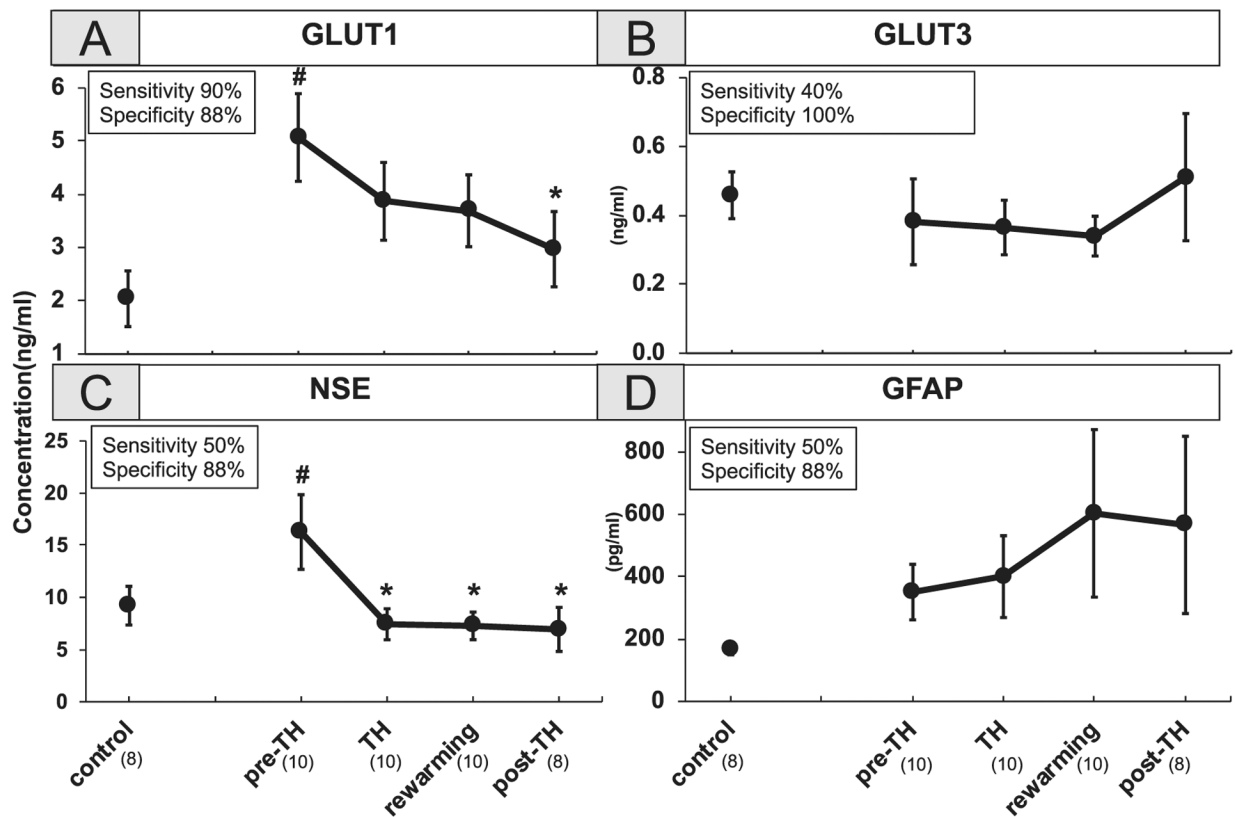 A
GLUT1
Sensitivity 90%
Specificity 88%
#
*
6
5
4
3
2
1
B
GLUT3
Sensitivity 40%
Specificity 100%
0.8
0.6
0.4
0.2
0.0
(ng/ml)
Concentration(ng/ml)
C
NSE
Sensitivity 50%
Specificity 88%
#
* * *
25
20
15
10
5
0
control (8)
pre-TH (10)
TH (10)
rewarming (10)
post-TH (8)
D
GFAP
Sensitivity 50%
Specificity 88%
800
600
400
200
0
(pg/ml)
control (8)
pre-TH (10)
TH (10)
rewarming (10)
post-TH (8)